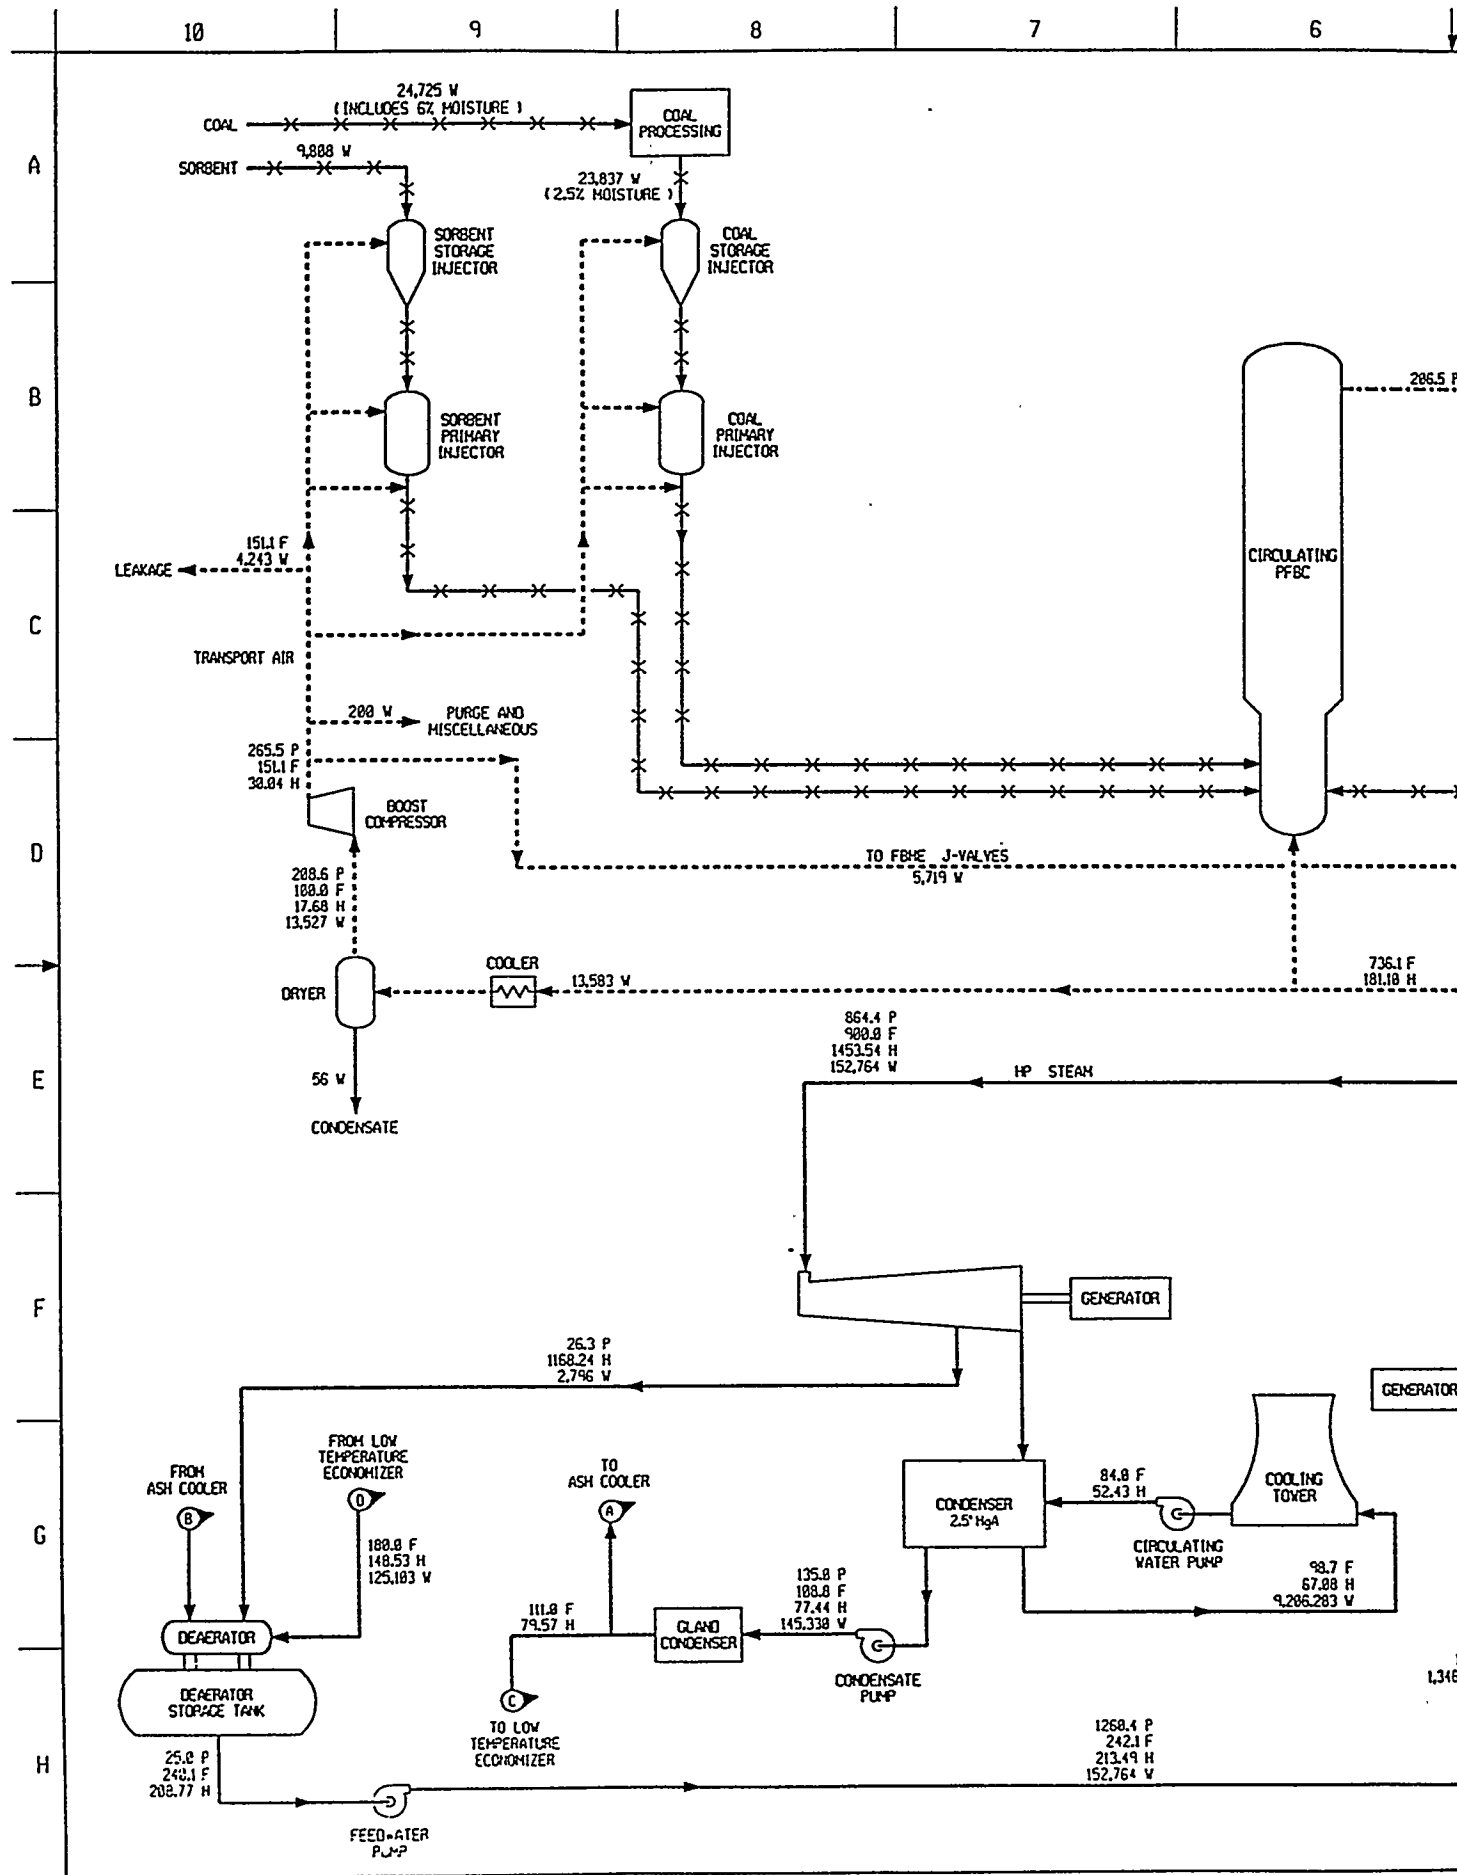 10 9 8 7 6
A
B
C
D
E
F
G
H
24,725 W
(INCLUDES 6% MOISTURE)
COAL
COAL
PROCESSING
9,808 W
SORBENT
23,837 W
(2.5% MOISTURE)
SORBENT
STORAGE
INJECTOR
COAL
STORAGE
INJECTOR
206.5 P
SORBENT
PRIMARY
INJECTOR
COAL
PRIMARY
INJECTOR
151.1 F
4,243 W
LEAKAGE
CIRCULATING
PFBC
TRANSPORT AIR
200 W
PURGE AND
MISCELLANEOUS
265.5 P
151.1 F
30.04 H
BOOST
COMPRESSOR
TO FBHE J-VALVES
5,719 W
208.6 P
100.0 F
17.68 H
13,527 W
COOLER
DRYER
13,583 W
736.1 F
181.10 H
56 W
CONDENSATE
864.4 P
900.0 F
1453.54 H
152,764 W
HP STEAM
GENERATOR
26.3 P
1168.24 H
2,796 W
GENERATOR
FROM
ASH COOLER
B
FROM LOW
TEMPERATURE
ECONOMIZER
D
180.0 F
148.53 H
125,103 W
TO
ASH COOLER
A
CONDENSER
2.5" HgA
84.0 F
52.43 H
COOLING
TOWER
CIRCULATING
WATER PUMP
98.7 F
67.08 H
9,206,283 W
DEAERATOR
111.0 F
79.57 H
GLAND
CONDENSER
135.0 P
108.8 F
77.44 H
145,330 W
CONDENSATE
PUMP
DEAERATOR
STORAGE TANK
C
TO LOW
TEMPERATURE
ECONOMIZER
25.0 P
240.1 F
208.77 H
FEEDWATER
PUMP
1260.4 P
242.1 F
213.49 H
152,764 W